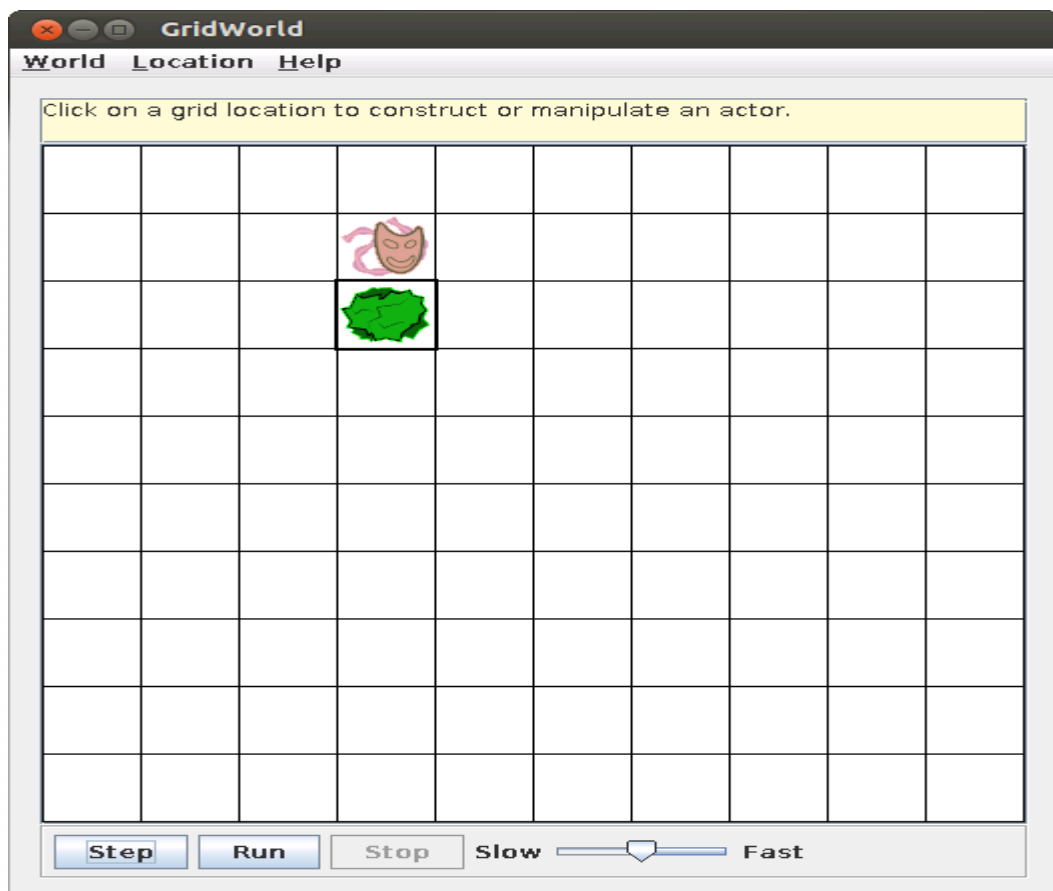 GridWorld
World Location Help
Click on a grid location to construct or manipulate an actor.
Step Run Stop Slow Fast